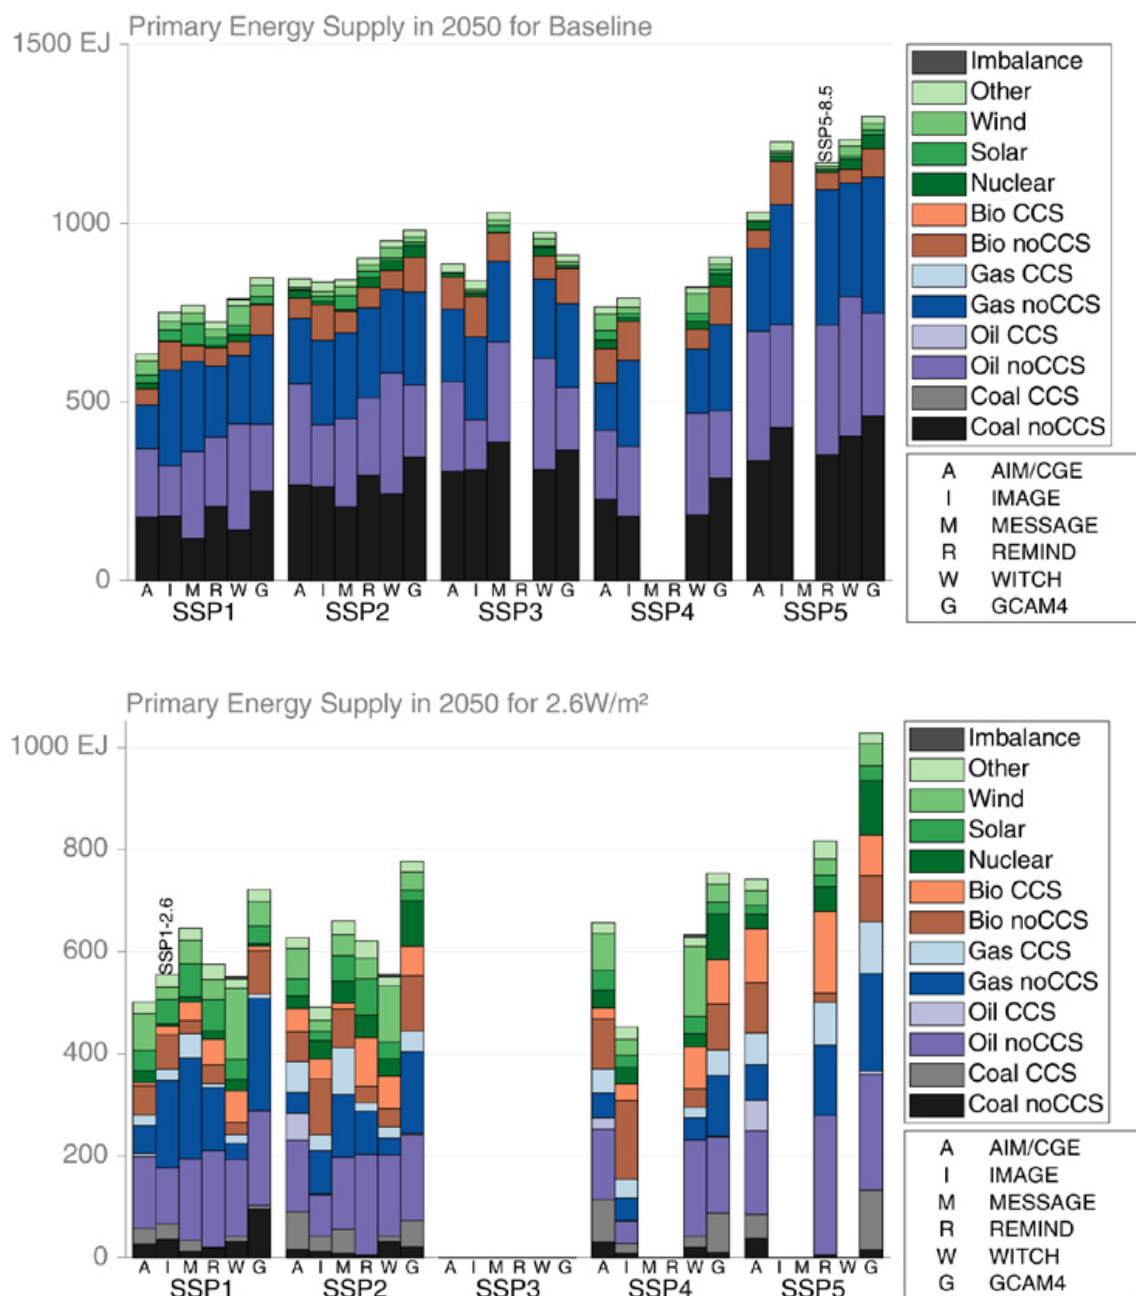 Primary Energy Supply in 2050 for Baseline
1500 EJ
1000
500
0
SSP5-8.5
A I M R W G
A I M R W G
A I M R W G
A I M R W G
A I M R W G
SSP1
SSP2
SSP3
SSP4
SSP5
Imbalance
Other
Wind
Solar
Nuclear
Bio CCS
Bio noCCS
Gas CCS
Gas noCCS
Oil CCS
Oil noCCS
Coal CCS
Coal noCCS
A AIM/CGE
I IMAGE
M MESSAGE
R REMIND
W WITCH
G GCAM4
Primary Energy Supply in 2050 for 2.6W/m²
1000 EJ
800
600
400
200
0
SSP1-2.6
A I M R W G
A I M R W G
A I M R W G
A I M R W G
A I M R W G
SSP1
SSP2
SSP3
SSP4
SSP5
Imbalance
Other
Wind
Solar
Nuclear
Bio CCS
Bio noCCS
Gas CCS
Gas noCCS
Oil CCS
Oil noCCS
Coal CCS
Coal noCCS
A AIM/CGE
I IMAGE
M MESSAGE
R REMIND
W WITCH
G GCAM4